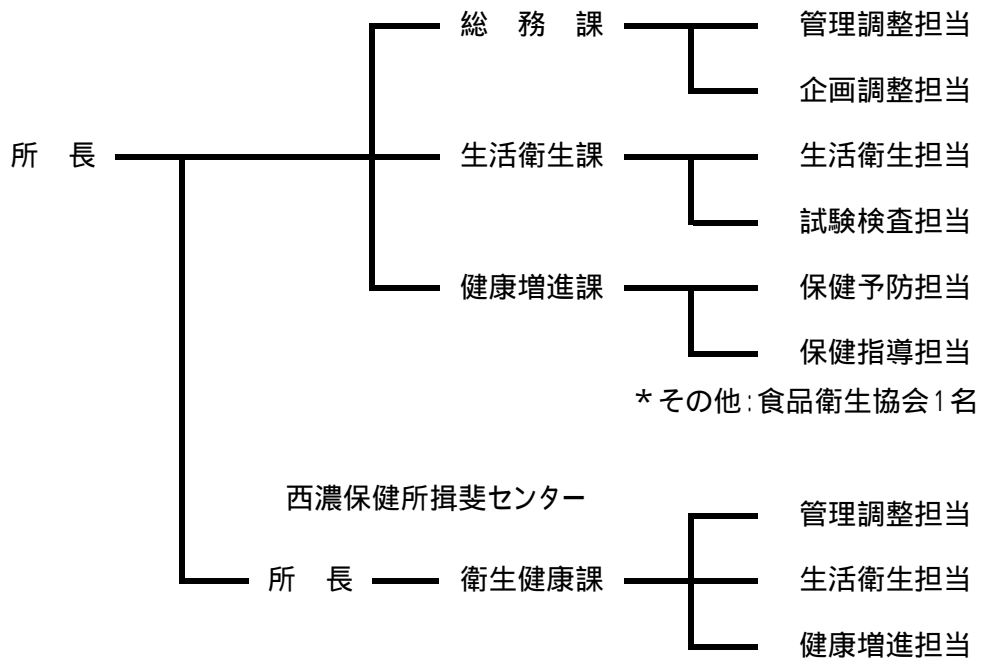 総　務　課　管理調整担当
企画調整担当
所　長　生活衛生課　生活衛生担当
試験検査担当
健康増進課　保健予防担当
保健指導担当
*その他:食品衛生協会1名
西濃保健所揖斐センター
管理調整担当
所　長　衛生健康課　生活衛生担当
健康増進担当